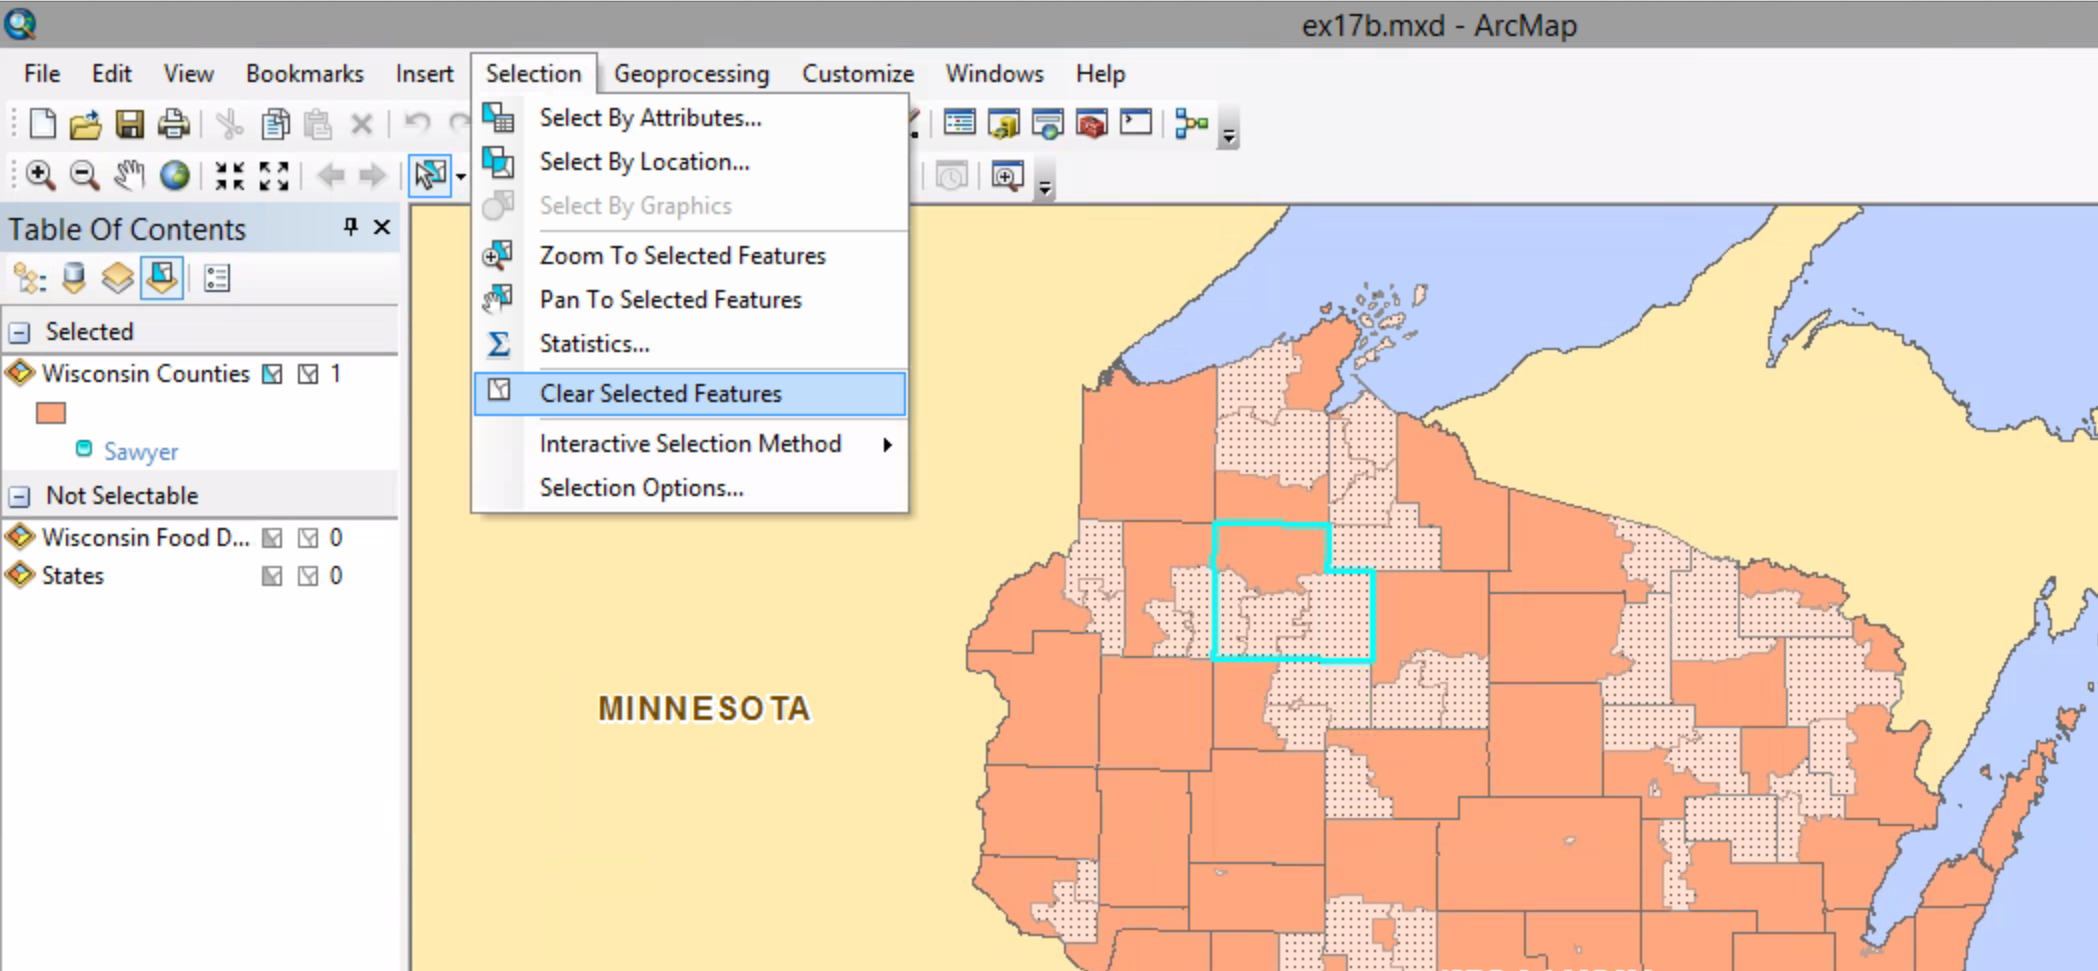 ex17b.mxd - ArcMap
File Edit View Bookmarks Insert Selection Geoprocessing Customize Windows Help
Select By Attributes...
Select By Location...
Select By Graphics
Zoom To Selected Features
Pan To Selected Features
Statistics...
Clear Selected Features
Interactive Selection Method
Selection Options...
Table Of Contents
Selected
Wisconsin Counties 1
Sawyer
Not Selectable
Wisconsin Food D... 0
States 0
MINNESOTA